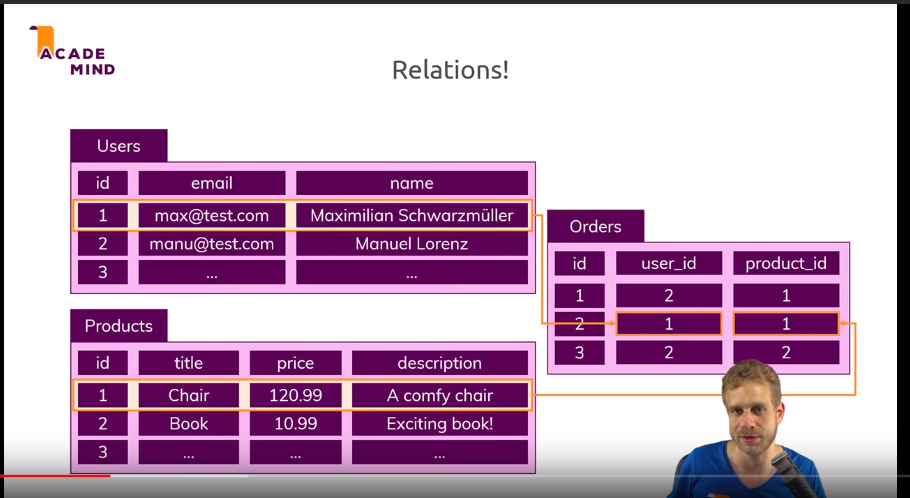 ACADE
MIND
Relations!
Users
id email name
1 max@test.com Maximilian Schwarzmüller
2 manu@test.com Manuel Lorenz
3 ... ...
Products
id title price description
1 Chair 120.99 A comfy chair
2 Book 10.99 Exciting book!
3 ... ... ...
Orders
id user_id product_id
1 2 1
2 1 1
3 2 2